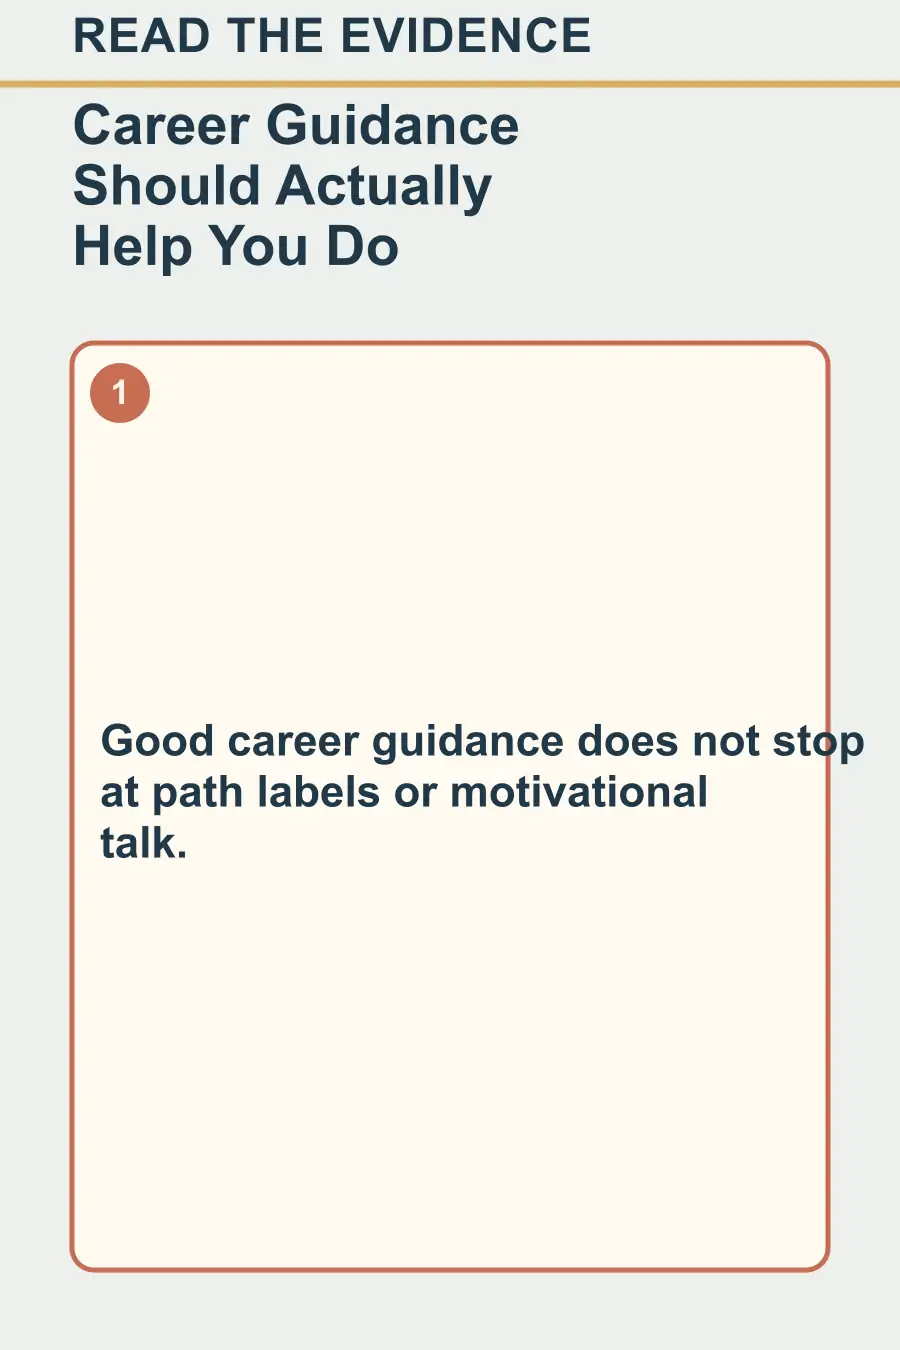 READ THE EVIDENCE
Career Guidance
Should Actually
Help You Do
1
Good career guidance does not stop
at path labels or motivational
talk.